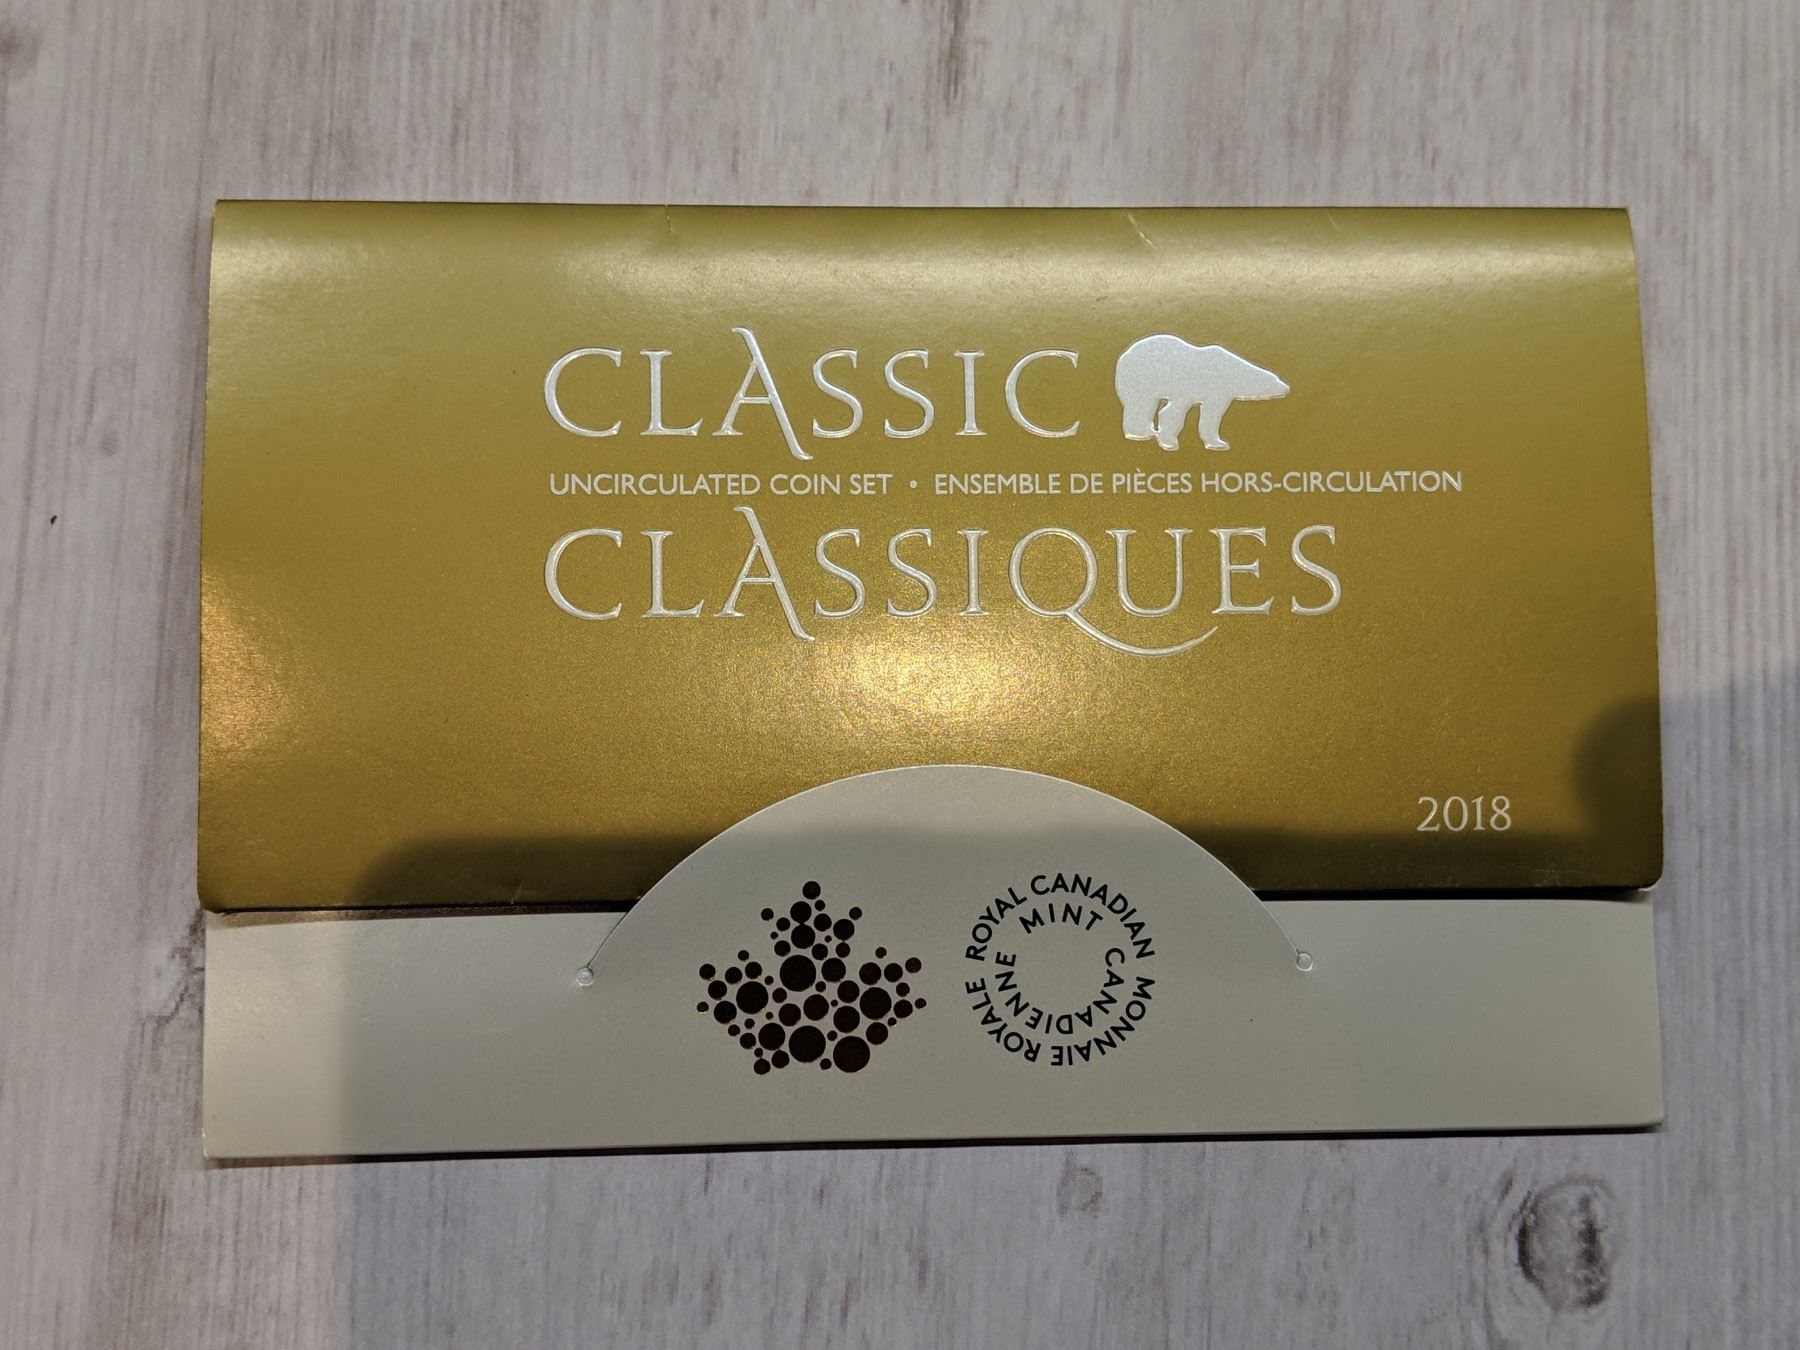 CLASSIC
UNCIRCULATED COIN SET • ENSEMBLE DE PIÈCES HORS-CIRCULATION
CLASSIQUES
2018
ROYAL CANADIAN MINT
MONNAIE ROYALE CANADIENNE